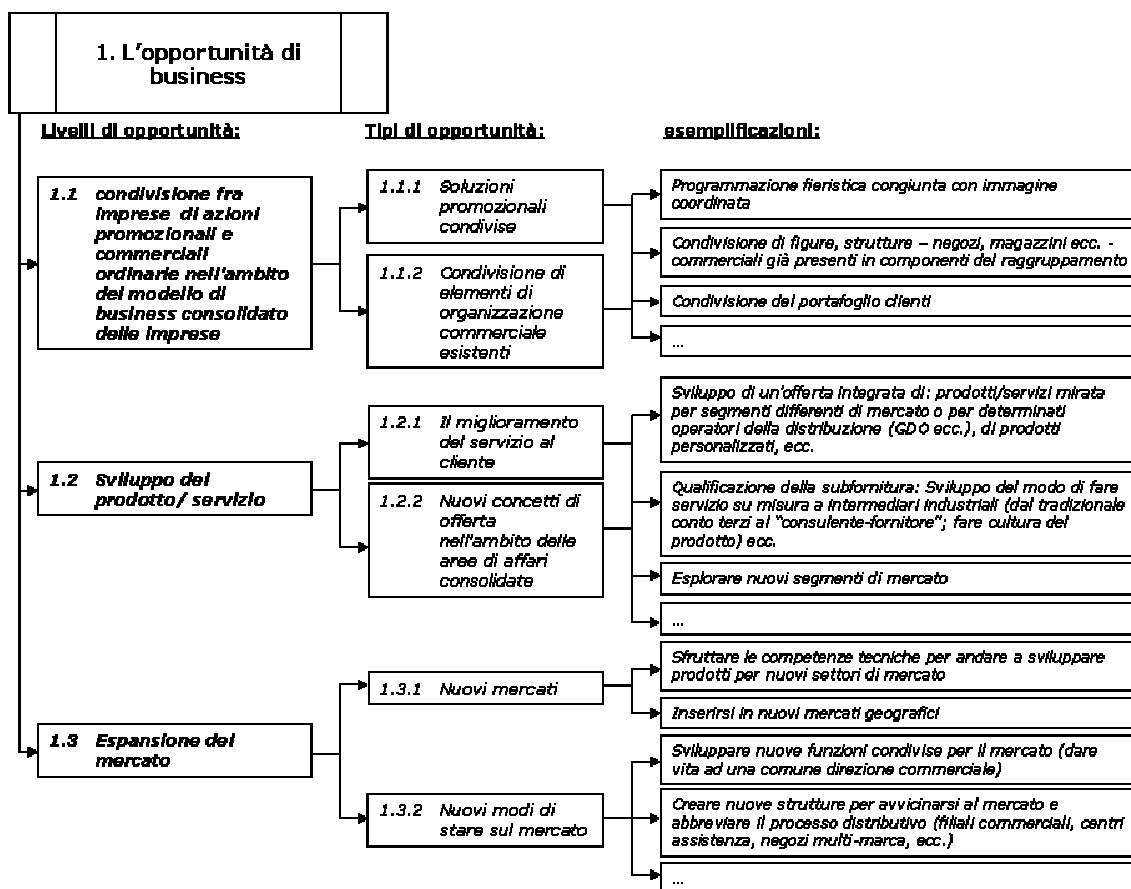 1. L'opportunità di
business
Livelli di opportunità:
Tipi di opportunità:
esemplificazioni:
1.1 condivisione fra
imprese di azioni
promozionali e
commerciali
ordinarie nell'ambito
del modello di
business consolidato
delle imprese
1.1.1 Soluzioni
promozionali
condivise
1.1.2 Condivisione di
elementi di
organizzazione
commerciale
esistenti
Programmazione fieristica congiunta con immagine
coordinata
Condivisione di figure, strutture – negozi, magazzini ecc. -
commerciali già presenti in componenti del raggruppamento
Condivisione del portafoglio clienti
...
1.2 Sviluppo del
prodotto/ servizio
1.2.1 Il miglioramento
del servizio al
cliente
1.2.2 Nuovi concetti di
offerta
nell'ambito delle
aree di affari
consolidate
Sviluppo di un'offerta integrata di: prodotti/servizi mirata
per segmenti differenti di mercato o per determinati
operatori della distribuzione (GDO ecc.), di prodotti
personalizzati, ecc.
Qualificazione della subfornitura: Sviluppo del modo di fare
servizio su misura a intermediari industriali (dal tradizionale
conto terzi al "consulente-fornitore"; fare cultura del
prodotto) ecc.
Esplorare nuovi segmenti di mercato
...
1.3 Espansione del
mercato
1.3.1 Nuovi mercati
1.3.2 Nuovi modi di
stare sul mercato
Sfruttare le competenze tecniche per andare a sviluppare
prodotti per nuovi settori di mercato
Inserirsi in nuovi mercati geografici
Sviluppare nuove funzioni condivise per il mercato (dare
vita ad una comune direzione commerciale)
Creare nuove strutture per avvicinarsi al mercato e
abbreviare il processo distributivo (filiali commerciali, centri
assistenza, negozi multi-marca, ecc.)
...